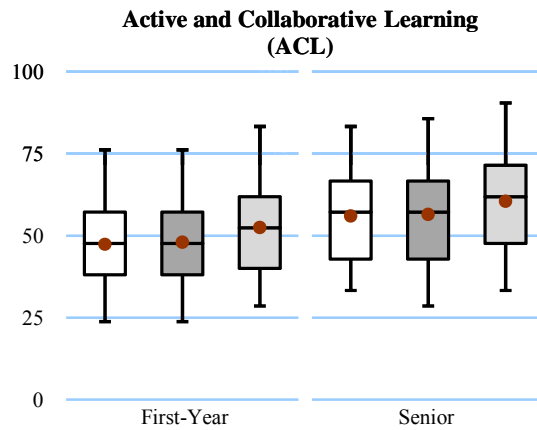 Active and Collaborative Learning
(ACL)
100
75
50
25
0
First-Year
Senior